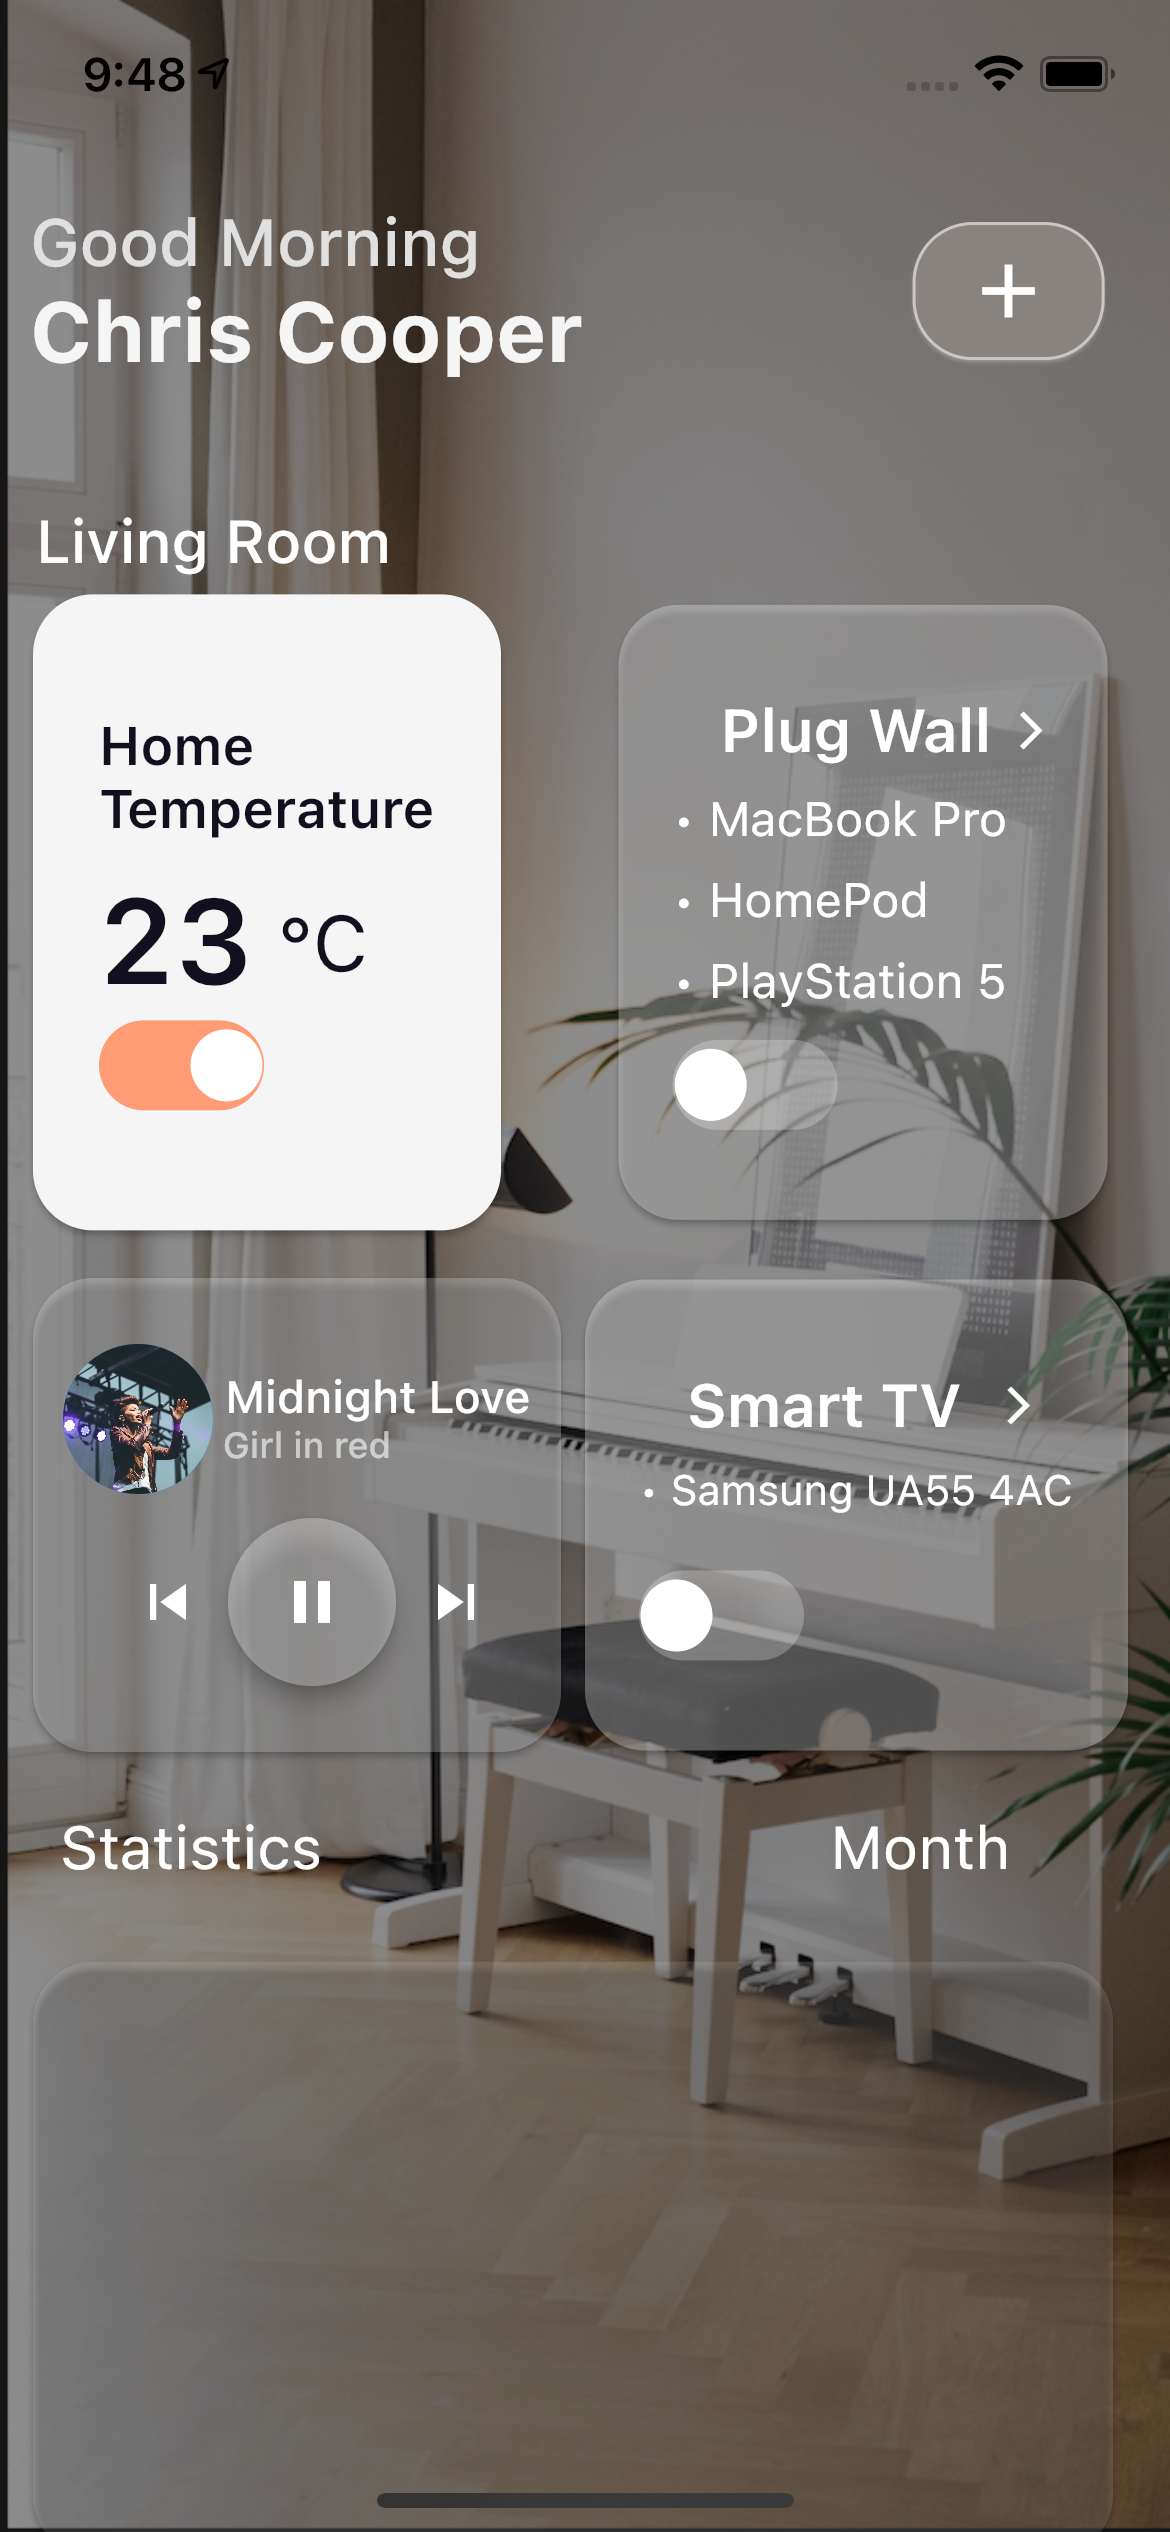 9:48
Good Morning
Chris Cooper
Living Room
Home
Temperature
23 °C
Plug Wall
• MacBook Pro
• HomePod
• PlayStation 5
Midnight Love
Girl in red
Smart TV
• Samsung UA55 4AC
Statistics
Month